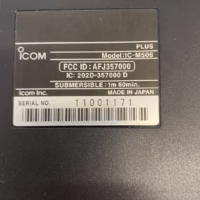 ICOM
PLUS
Model:IC-M506
FCC ID: AFJ357000
IC: 202D-357000 D
SUBMERSIBLE: 1m 60min.
Icom Inc.
MADE IN JAPAN
SERIAL NO.
11001171